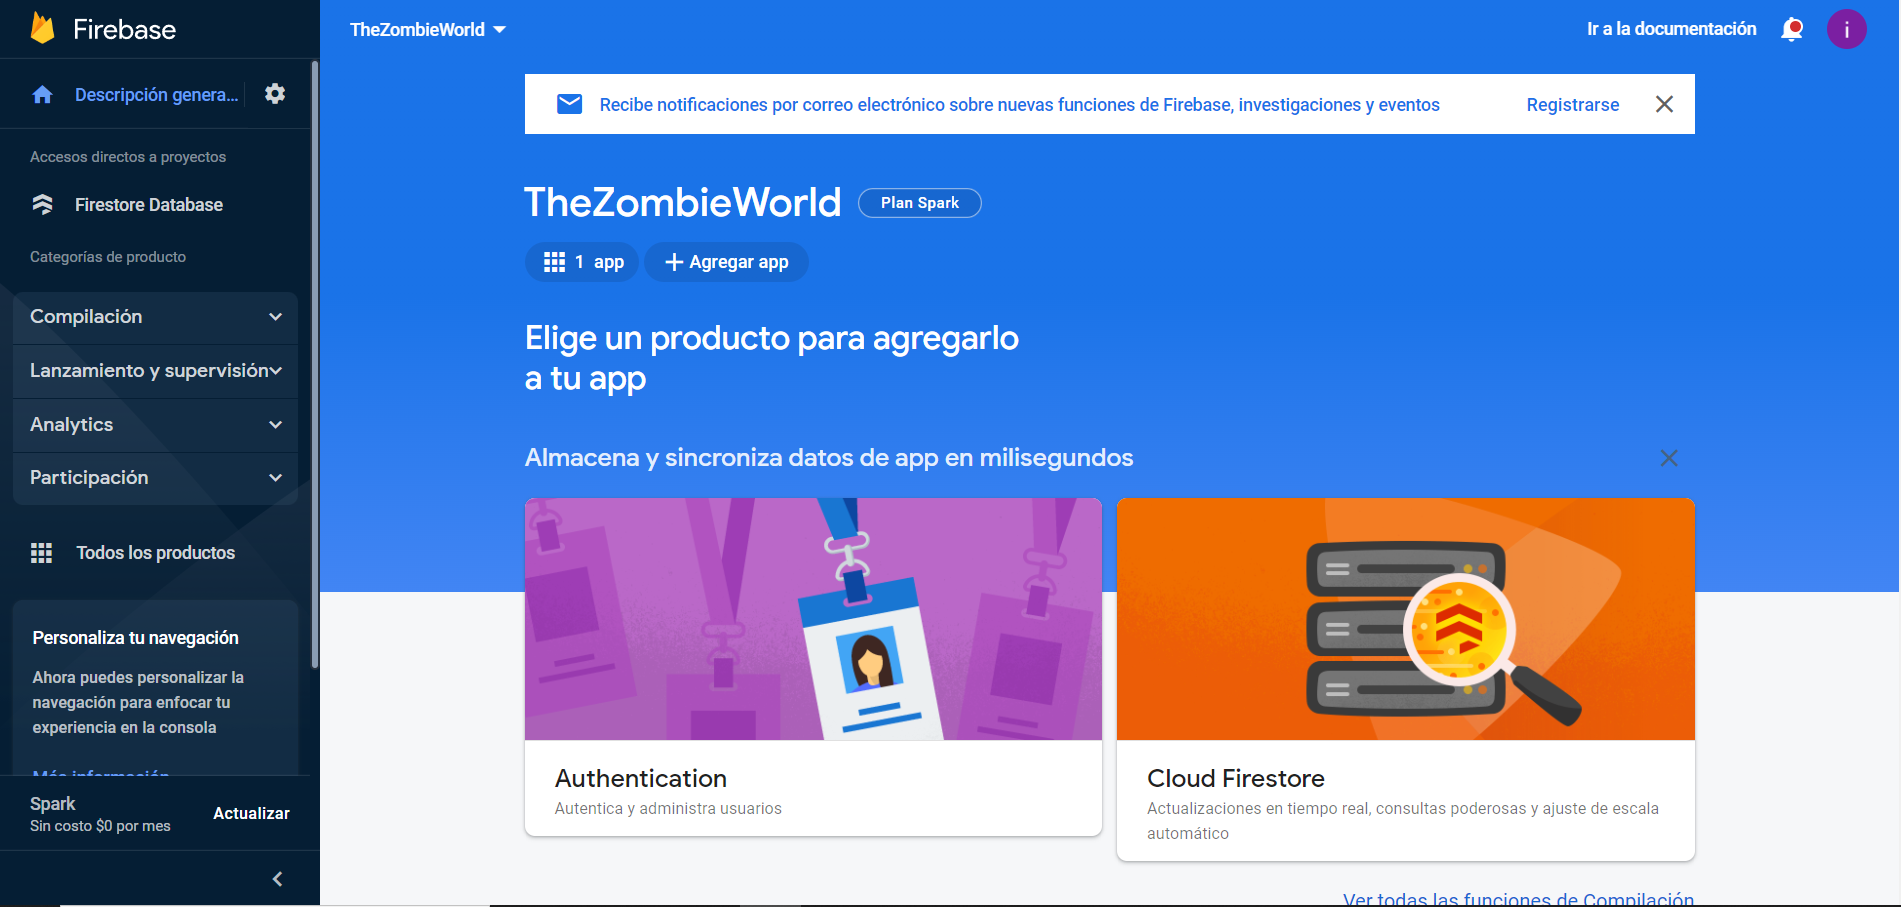 Firebase
Descripción genera...
Accesos directos a proyectos
Firestore Database
Categorías de producto
Compilación
Lanzamiento y supervisión
Analytics
Participación
Todos los productos
Personaliza tu navegación
Ahora puedes personalizar la
navegación para enfocar tu
experiencia en la consola
Más información
Spark
Sin costo $0 por mes
Actualizar
TheZombieWorld
Ir a la documentación
i
Recibe notificaciones por correo electrónico sobre nuevas funciones de Firebase, investigaciones y eventos
Registrarse
TheZombieWorld
Plan Spark
1 app
Agregar app
Elige un producto para agregarlo
a tu app
Almacena y sincroniza datos de app en milisegundos
Authentication
Autentica y administra usuarios
Cloud Firestore
Actualizaciones en tiempo real, consultas poderosas y ajuste de escala
automático
Ver todas las funciones de Compilación